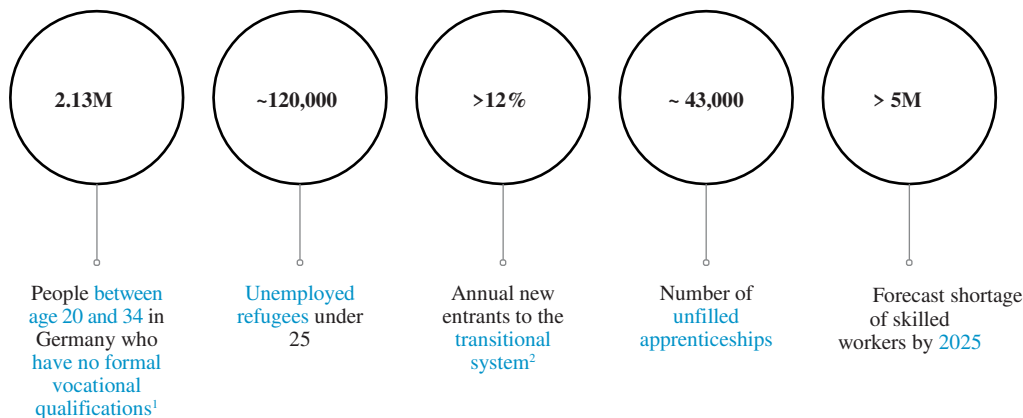 2.13M
~120,000
>12%
~ 43,000
> 5M
People between
age 20 and 34 in
Germany who
have no formal
vocational
qualifications¹
Unemployed
refugees under
25
Annual new
entrants to the
transitional
system²
Number of
unfilled
apprenticeships
Forecast shortage
of skilled
workers by 2025